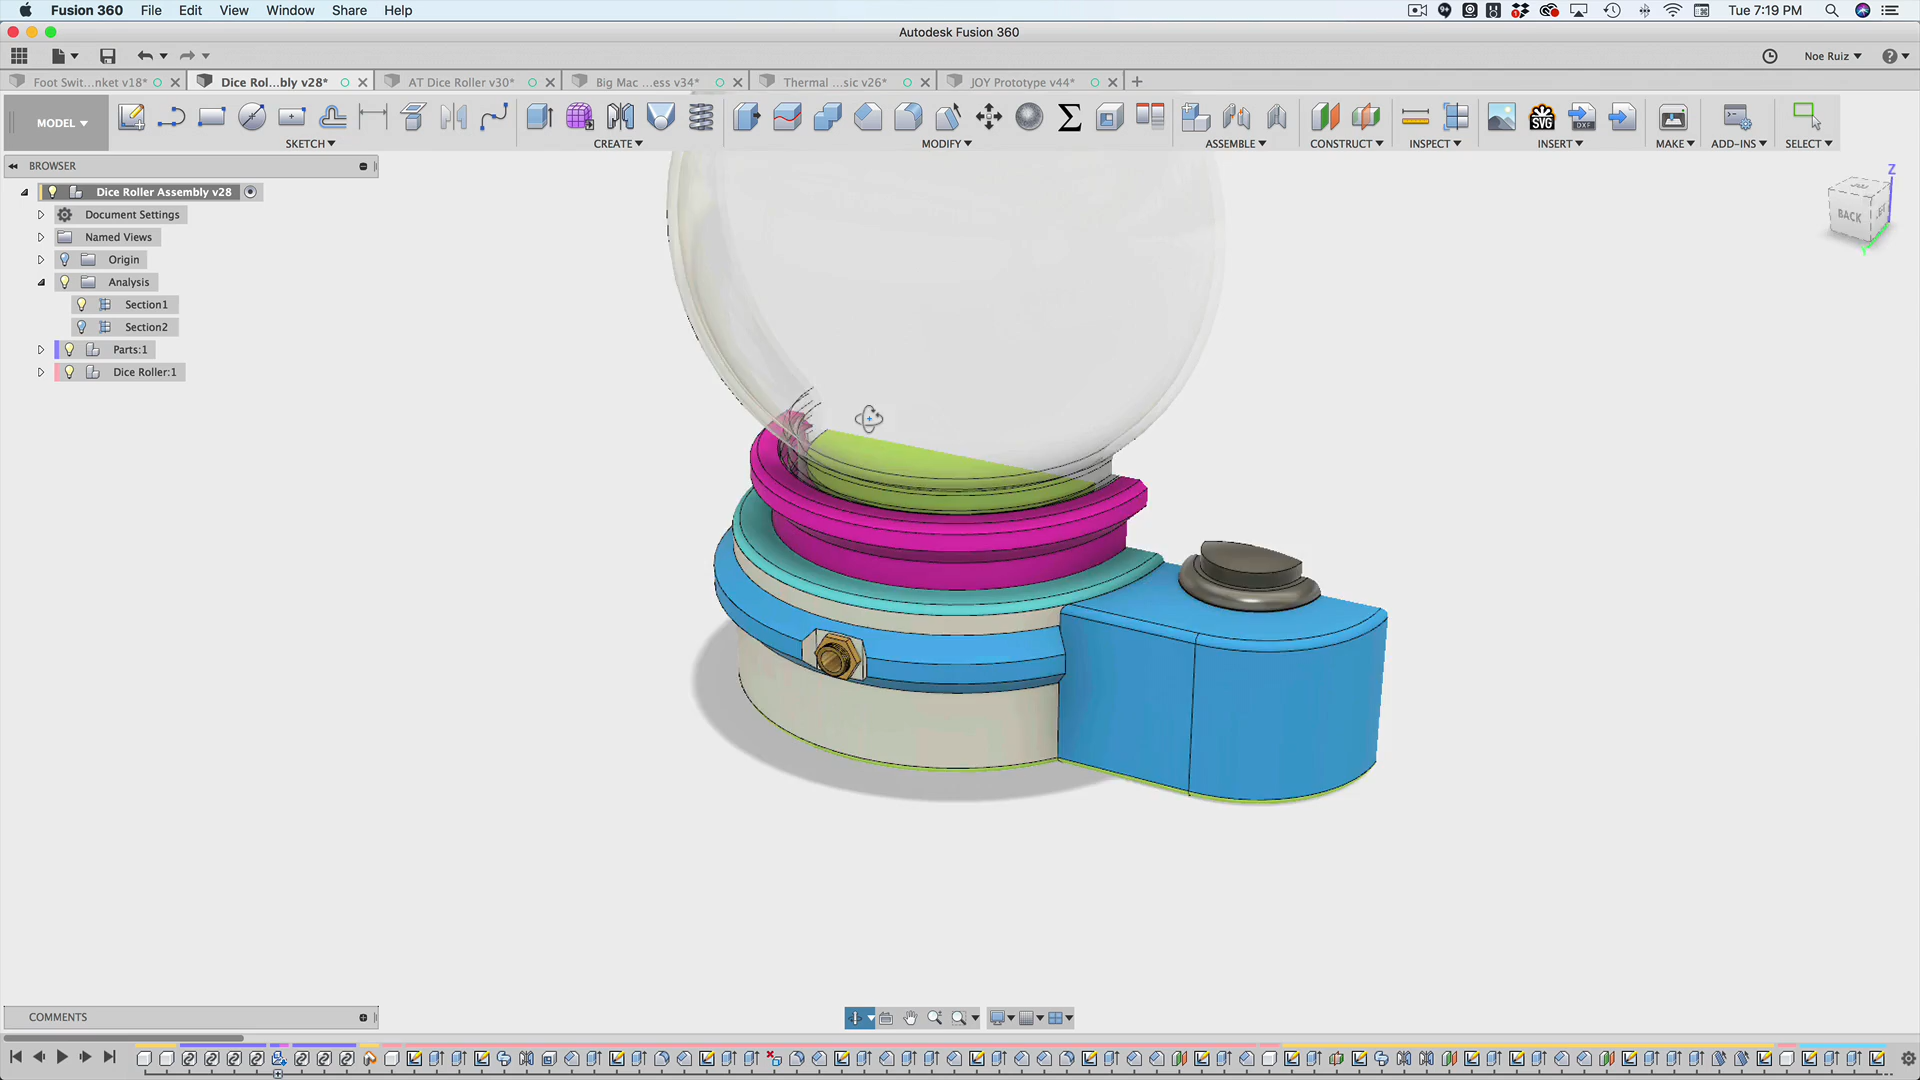 Fusion 360 File Edit View Window Share Help Tue 7:19 PM
Autodesk Fusion 360
Noe Ruiz
Foot Swit...nket v18* Dice Rol...bly v28* AT Dice Roller v30* Big Mac ...ess v34* Thermal ...sic v26* JOY Prototype v44*
MODEL
SVG DXF
SKETCH CREATE MODIFY ASSEMBLE CONSTRUCT INSPECT INSERT MAKE ADD-INS SELECT
BROWSER
Dice Roller Assembly v28
Document Settings
Named Views
Origin
Analysis
Section1
Section2
Parts:1
Dice Roller:1
Z
BACK
COMMENTS